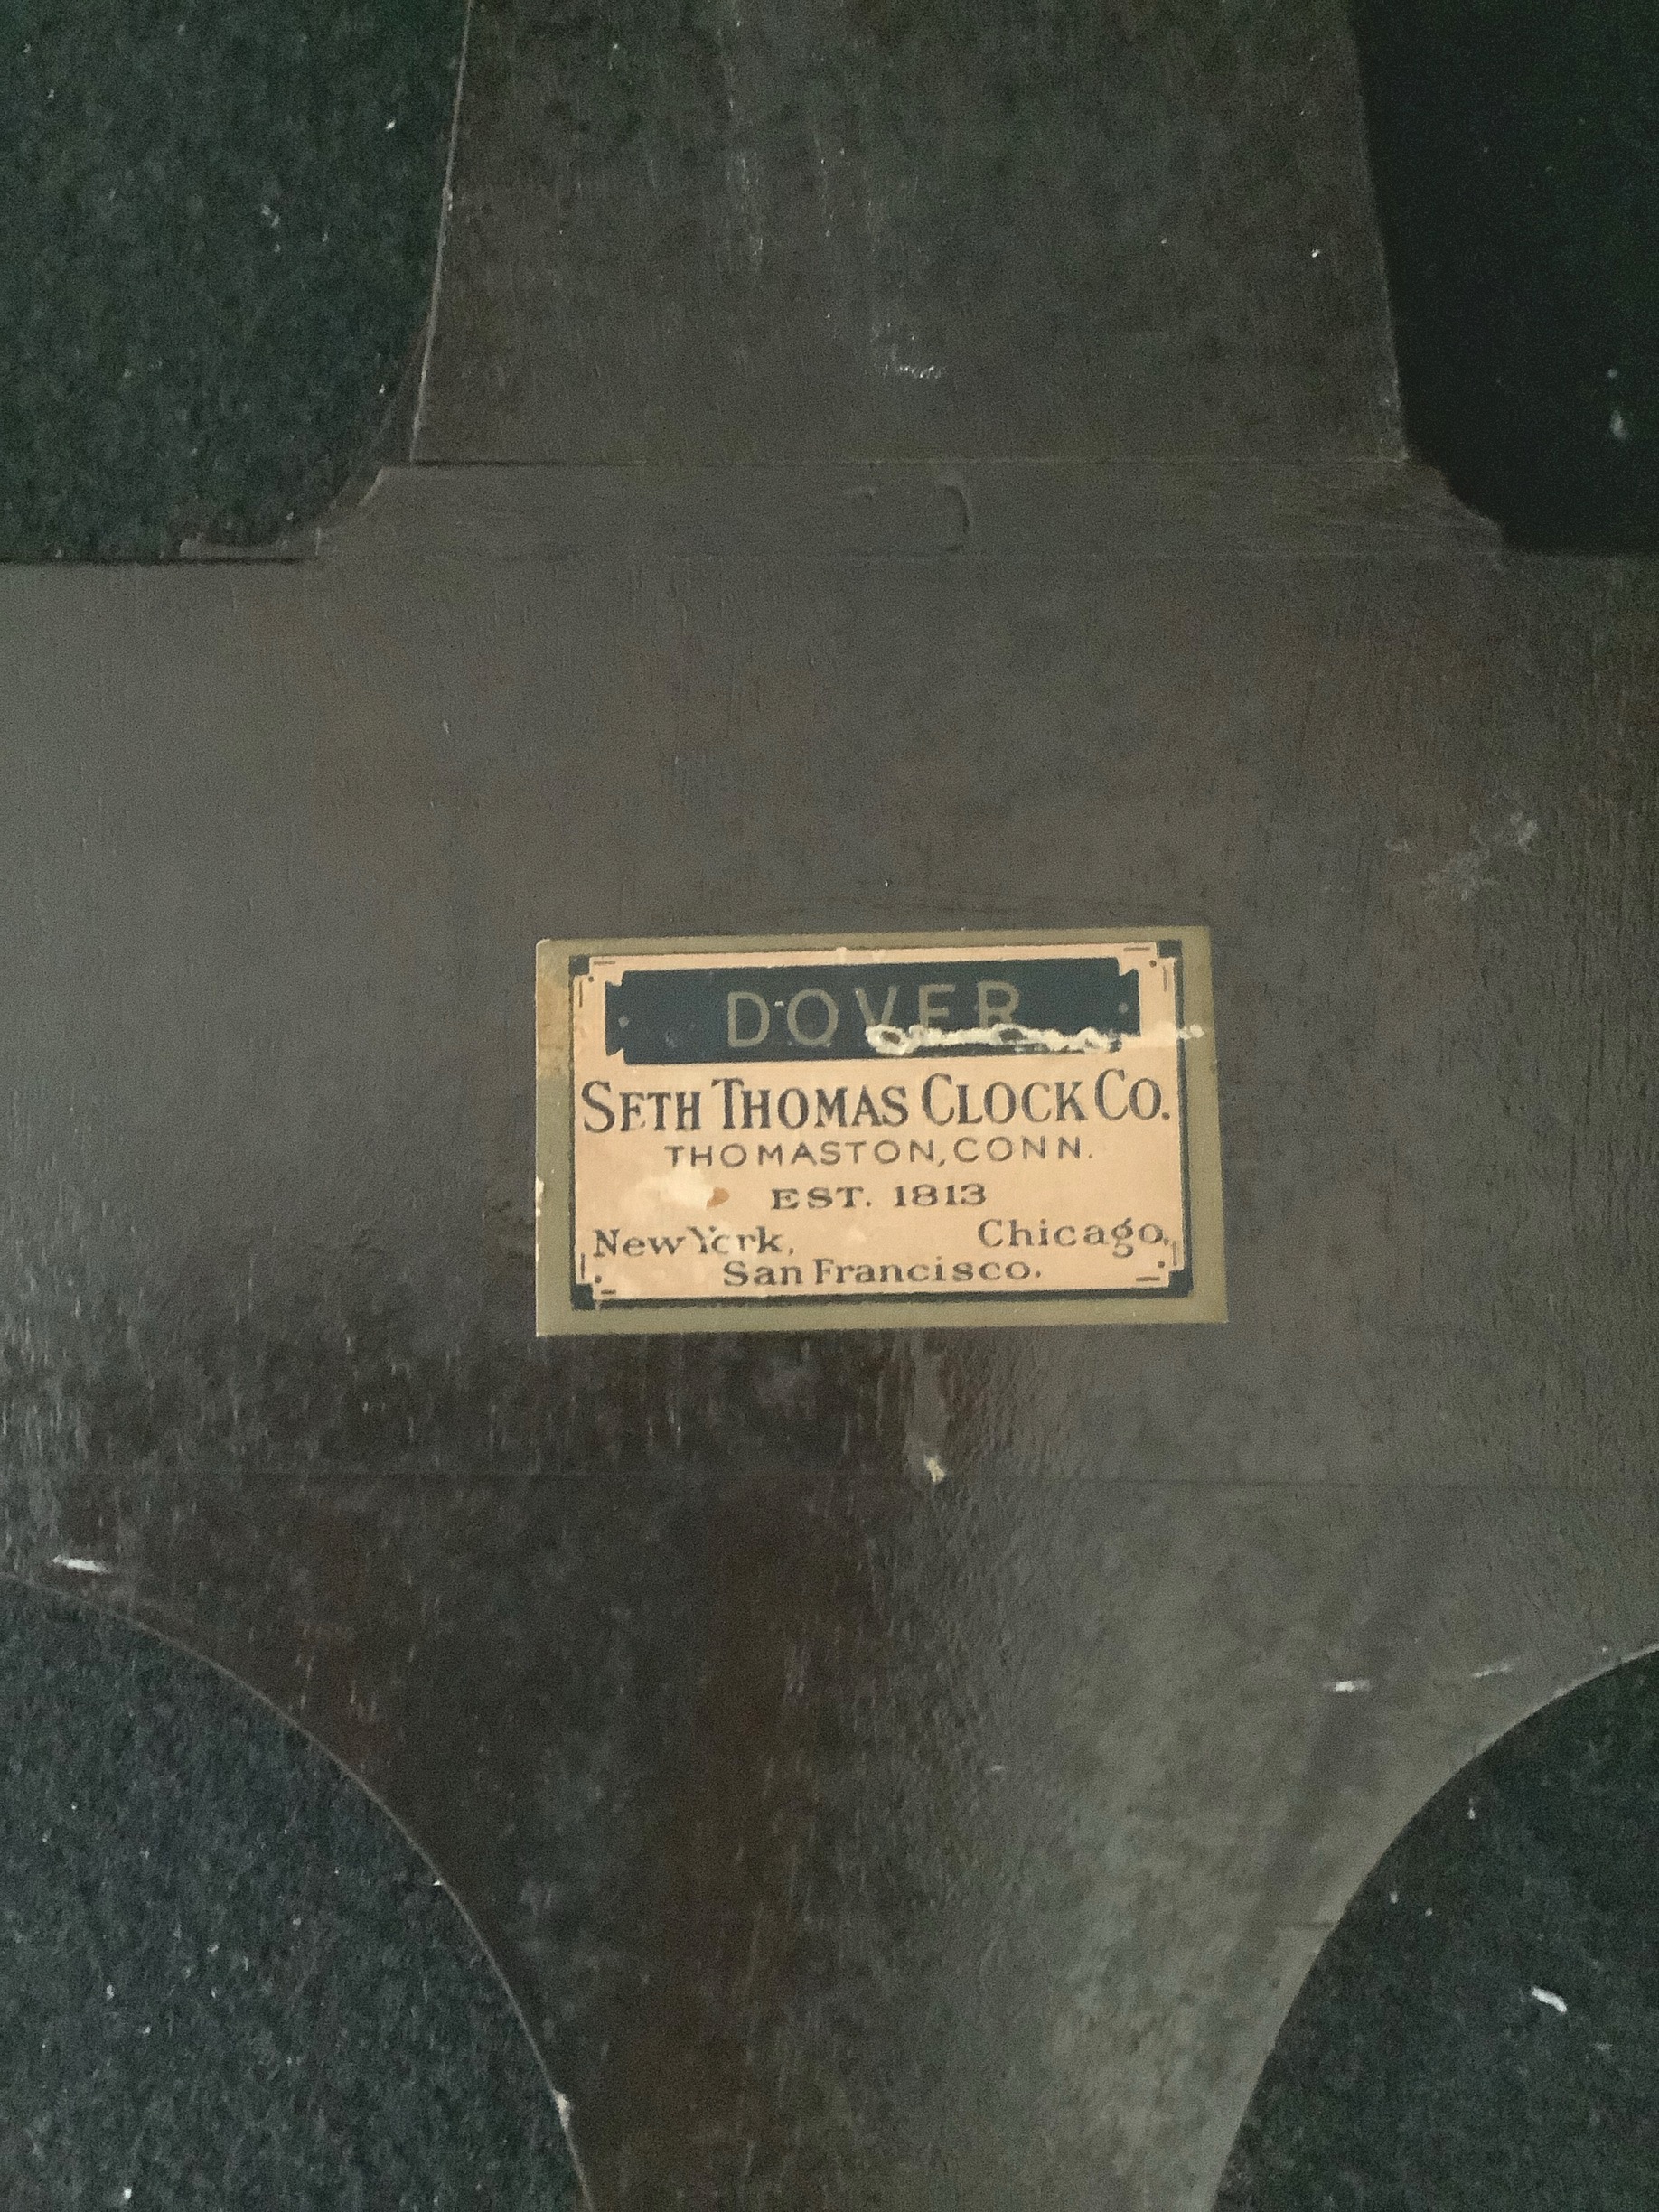 DOVER
SETH THOMAS CLOCK CO.
THOMASTON, CONN.
EST. 1813
New York, Chicago,
San Francisco.